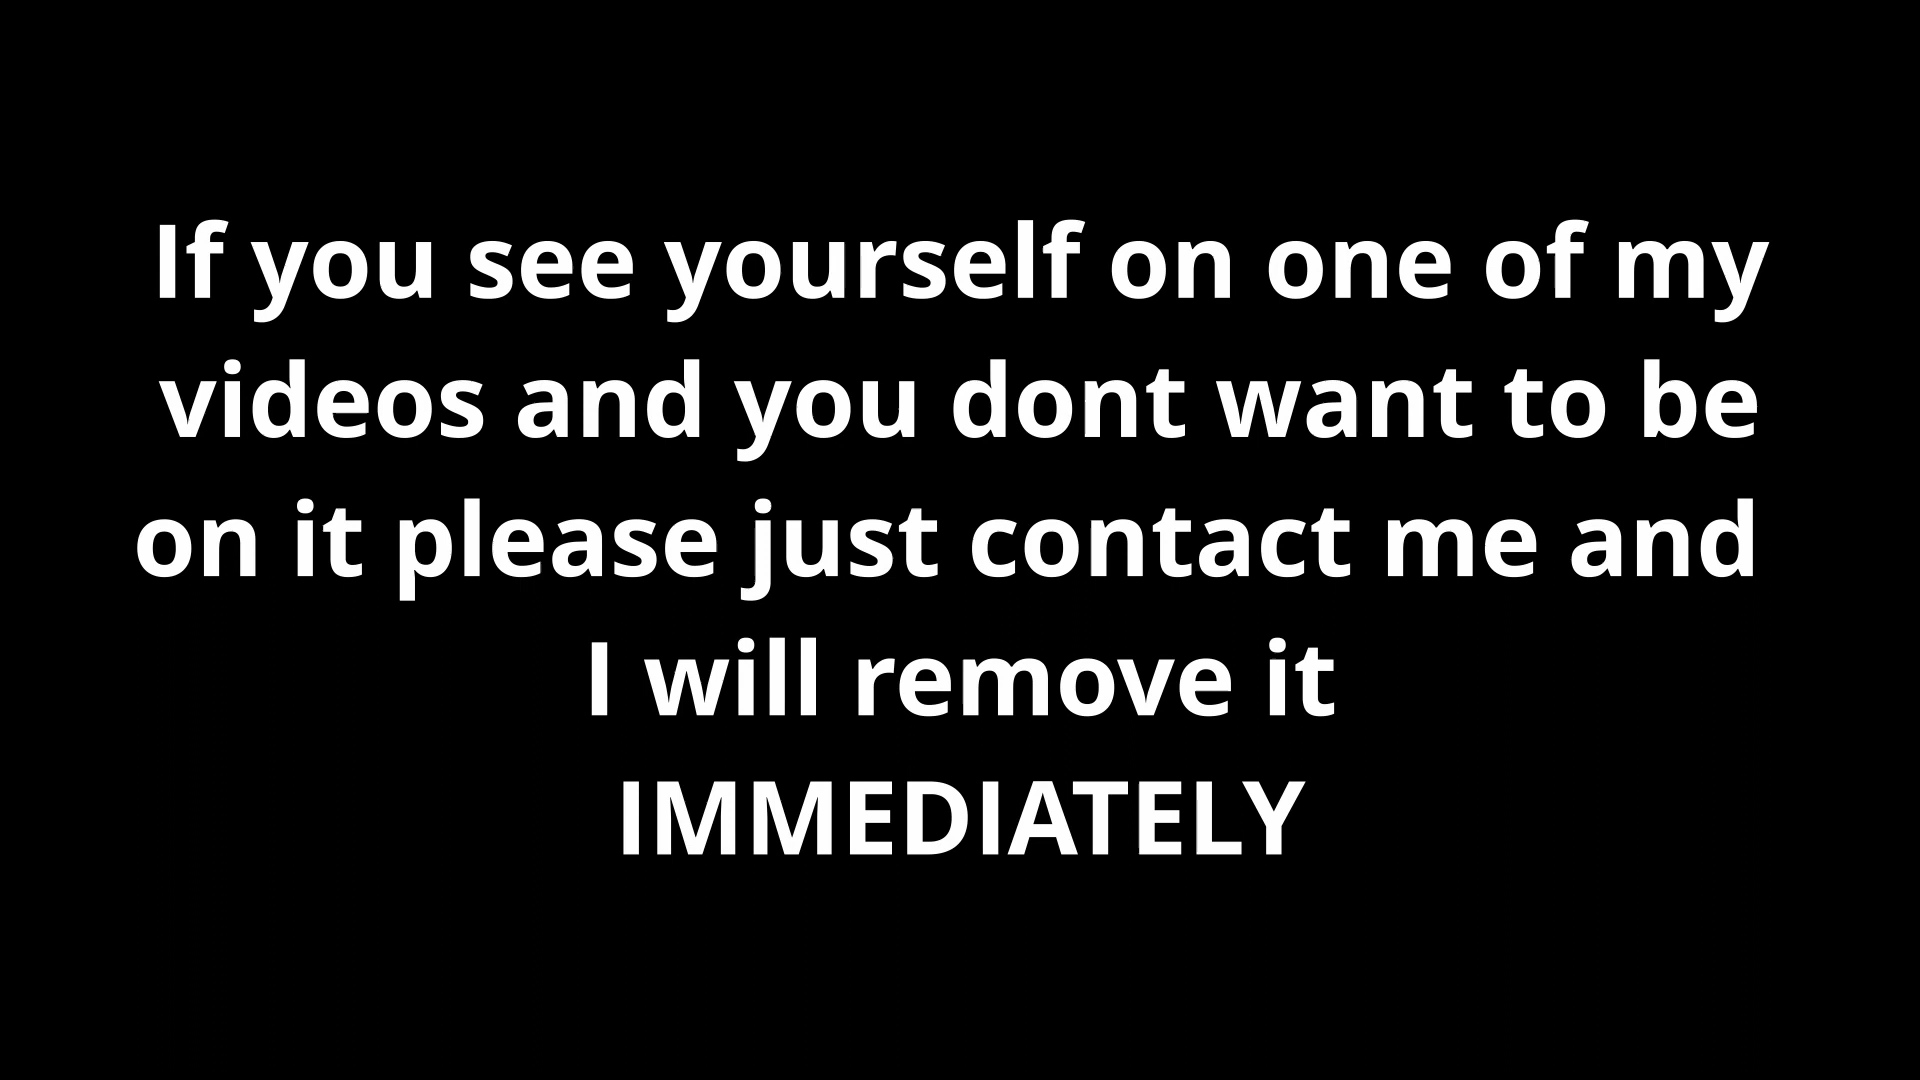 If you see yourself on one of my
videos and you dont want to be
on it please just contact me and
I will remove it
IMMEDIATELY